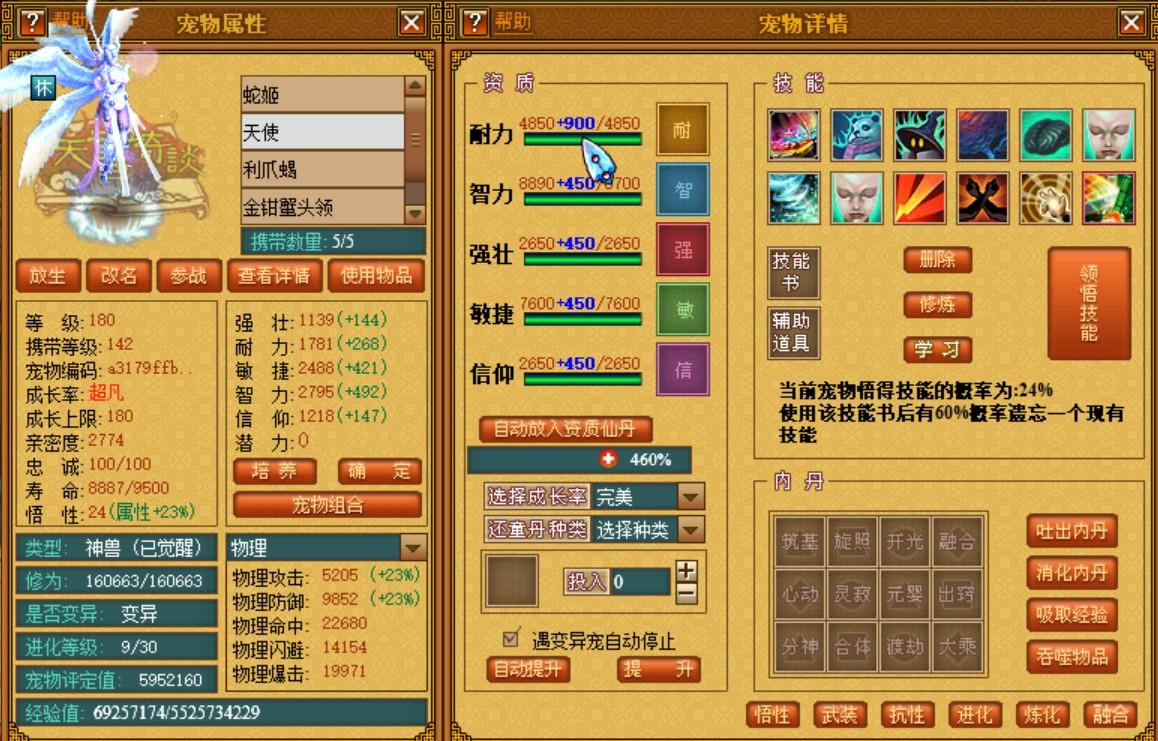 ? 帮助 宠物属性
休
蛇姬
天使
利爪蝎
金钳蟹头领
携带数量: 5/5
放生 改名 参战 查看详情 使用物品
等 级: 180
携带等级: 142
宠物编码: a3179ffb..
成长率: 超凡
成长上限: 180
亲密度: 2774
忠 诚: 100/100
寿 命: 8887/9500
悟 性: 24(属性+23%)
强 壮: 1139(+144)
耐 力: 1781(+268)
敏 捷: 2488(+421)
智 力: 2795(+492)
信 仰: 1218(+147)
潜 力: 0
培 养 确 定
宠物组合
类型: 神兽（已觉醒）
修为: 160663/160663
是否变异: 变异
进化等级: 9/30
宠物评定值: 5952160
物理
物理攻击: 5205 (+23%)
物理防御: 9852 (+23%)
物理命中: 22680
物理闪避: 14154
物理爆击: 19971
经验值: 69257174/5525734229
? 帮助 宠物详情
资 质
耐力 4850+900/4850 耐
智力 8890+450/ 700 智
强壮 2650+450/2650 强
敏捷 7600+450/7600 敏
信仰 2650+450/2650 信
自动放入资质仙丹
460%
选择成长率 完美
还童丹种类 选择种类
投入 0
遇变异宠自动停止
自动提升 提 升
技 能
技能书
辅助道具
删除
修炼
学 习
领悟技能
当前宠物悟得技能的概率为:24%
使用该技能书后有60%概率遗忘一个现有
技能
内 丹
筑基 旋照 开光 融合
心动 灵寂 元婴 出窍
分神 合体 渡劫 大乘
吐出内丹
消化内丹
吸取经验
吞噬物品
悟性 武装 抗性 进化 炼化 融合